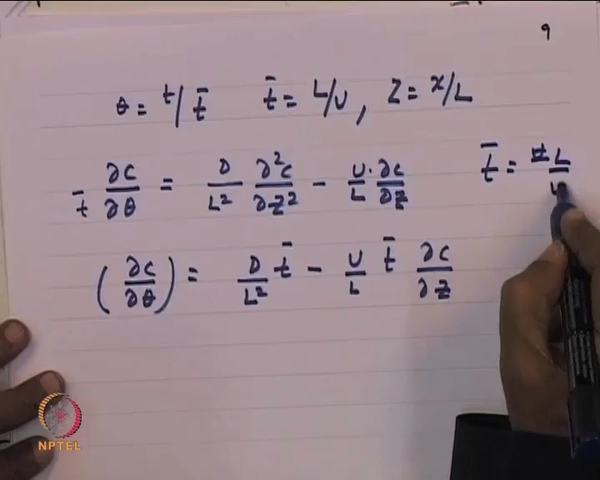 9
θ = t/t̄ t̄ = L/U, Z = x/L
t̄ ∂C/∂θ = D/L² ∂²C/∂Z² - U/L · ∂C/∂Z
t̄ = L/U
(∂C/∂θ) = D/L² t̄ - U/L t̄ ∂C/∂Z
NPTEL